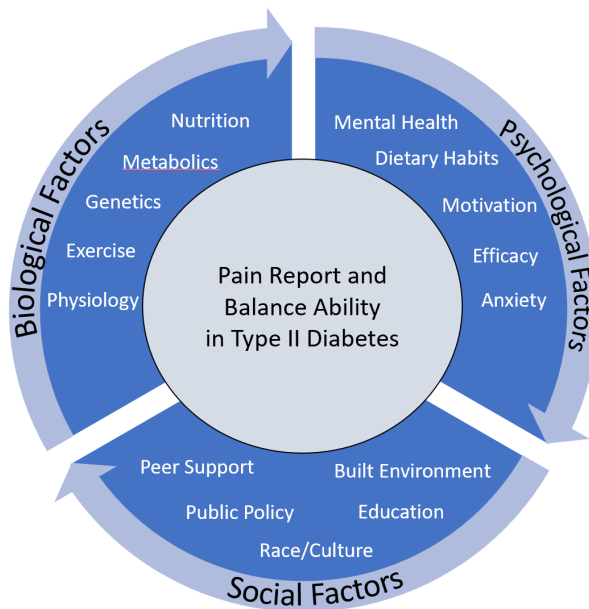 Biological Factors
Nutrition
Metabolics
Genetics
Exercise
Physiology
Psychological Factors
Mental Health
Dietary Habits
Motivation
Efficacy
Anxiety
Pain Report and
Balance Ability
in Type II Diabetes
Peer Support
Built Environment
Public Policy
Education
Race/Culture
Social Factors